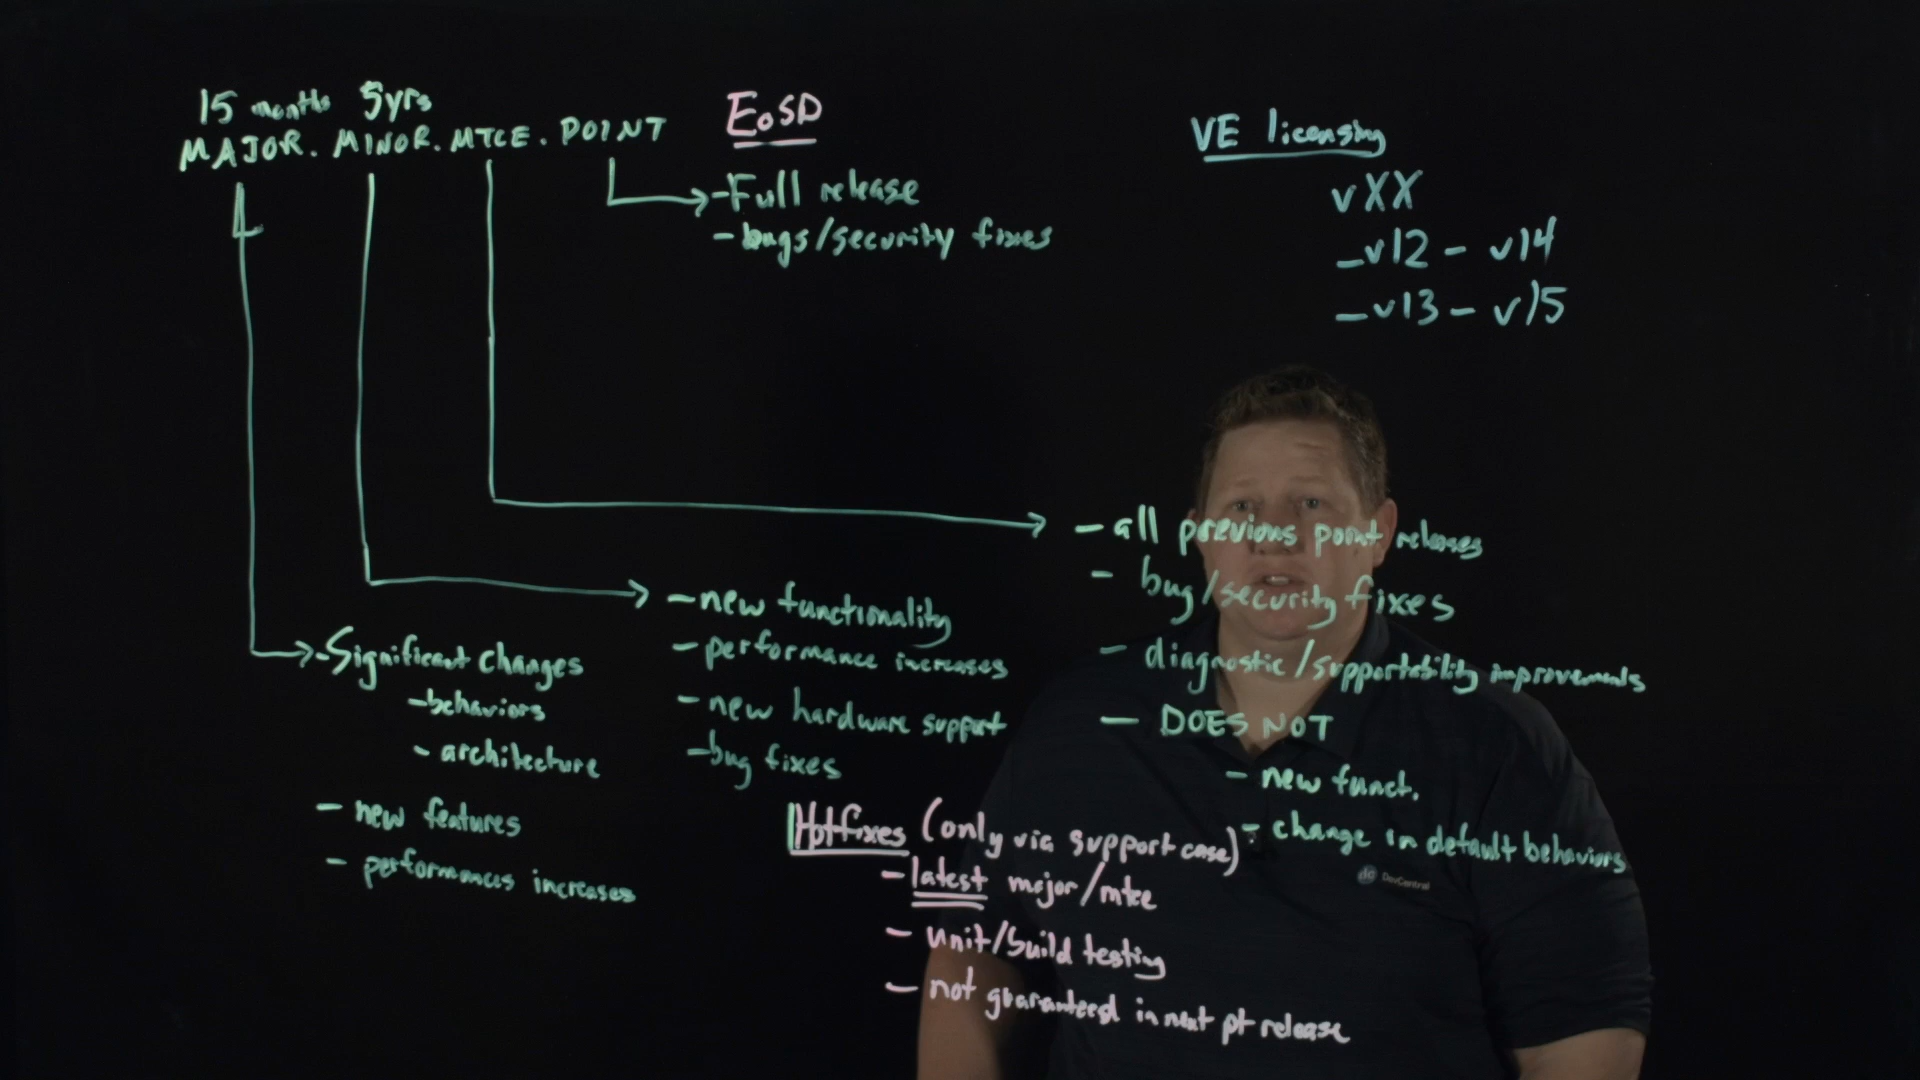 15 months 5yrs
MAJOR. MINOR. MTCE. POINT
EOSD
-Full release
-bugs/security fixes
VE licensing
vXX
-v12 - v14
-v13 - v15
- all previous point releases
- bug/security fixes
- diagnostic/supportability improvements
- DOES NOT
- new funct.
- change in default behaviors
-new functionality
-performance increases
-new hardware support
-bug fixes
-Significant changes
-behaviors
- architecture
- new features
- performances increases
Hotfixes (only via support case)
-latest major/mtce
- unit/build testing
- not guaranteed in next pt release
DevCentral